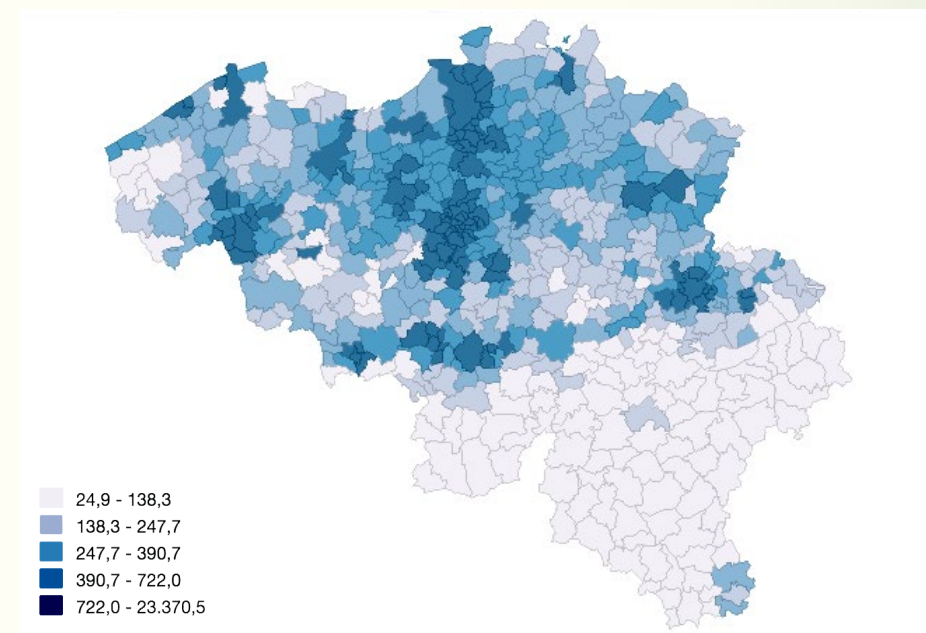 24,9 - 138,3
138,3 - 247,7
247,7 - 390,7
390,7 - 722,0
722,0 - 23.370,5